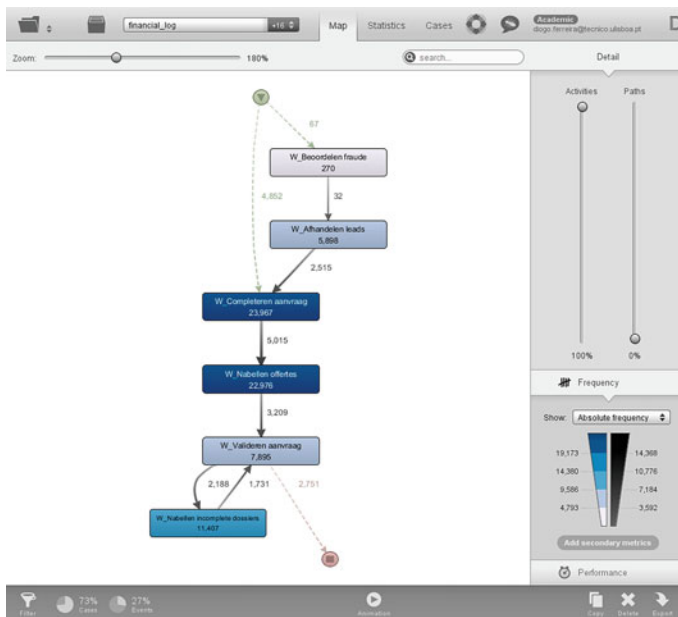 financial_log
+16
Map
Statistics
Cases
Academic
diogo.ferreira@tecnico.ulisboa.pt
Zoom:
180%
search...
Detail
Activities
Paths
67
W_Beoordelen fraude
270
4,852
32
W_Afhandelen leads
5,898
2,515
W_Completeren aanvraag
23,967
5,015
100%
0%
W_Nabellen offertes
22,976
Frequency
3,209
Show:
Absolute frequency
W_Valideren aanvraag
7,895
19,173
14,368
14,380
10,776
2,188
1,731
2,751
9,586
7,184
4,793
3,592
W_Nabellen incomplete dossiers
11,407
Add secondary metrics
Performance
Filter
73%
Cases
27%
Events
Animation
Copy
Delete
Export